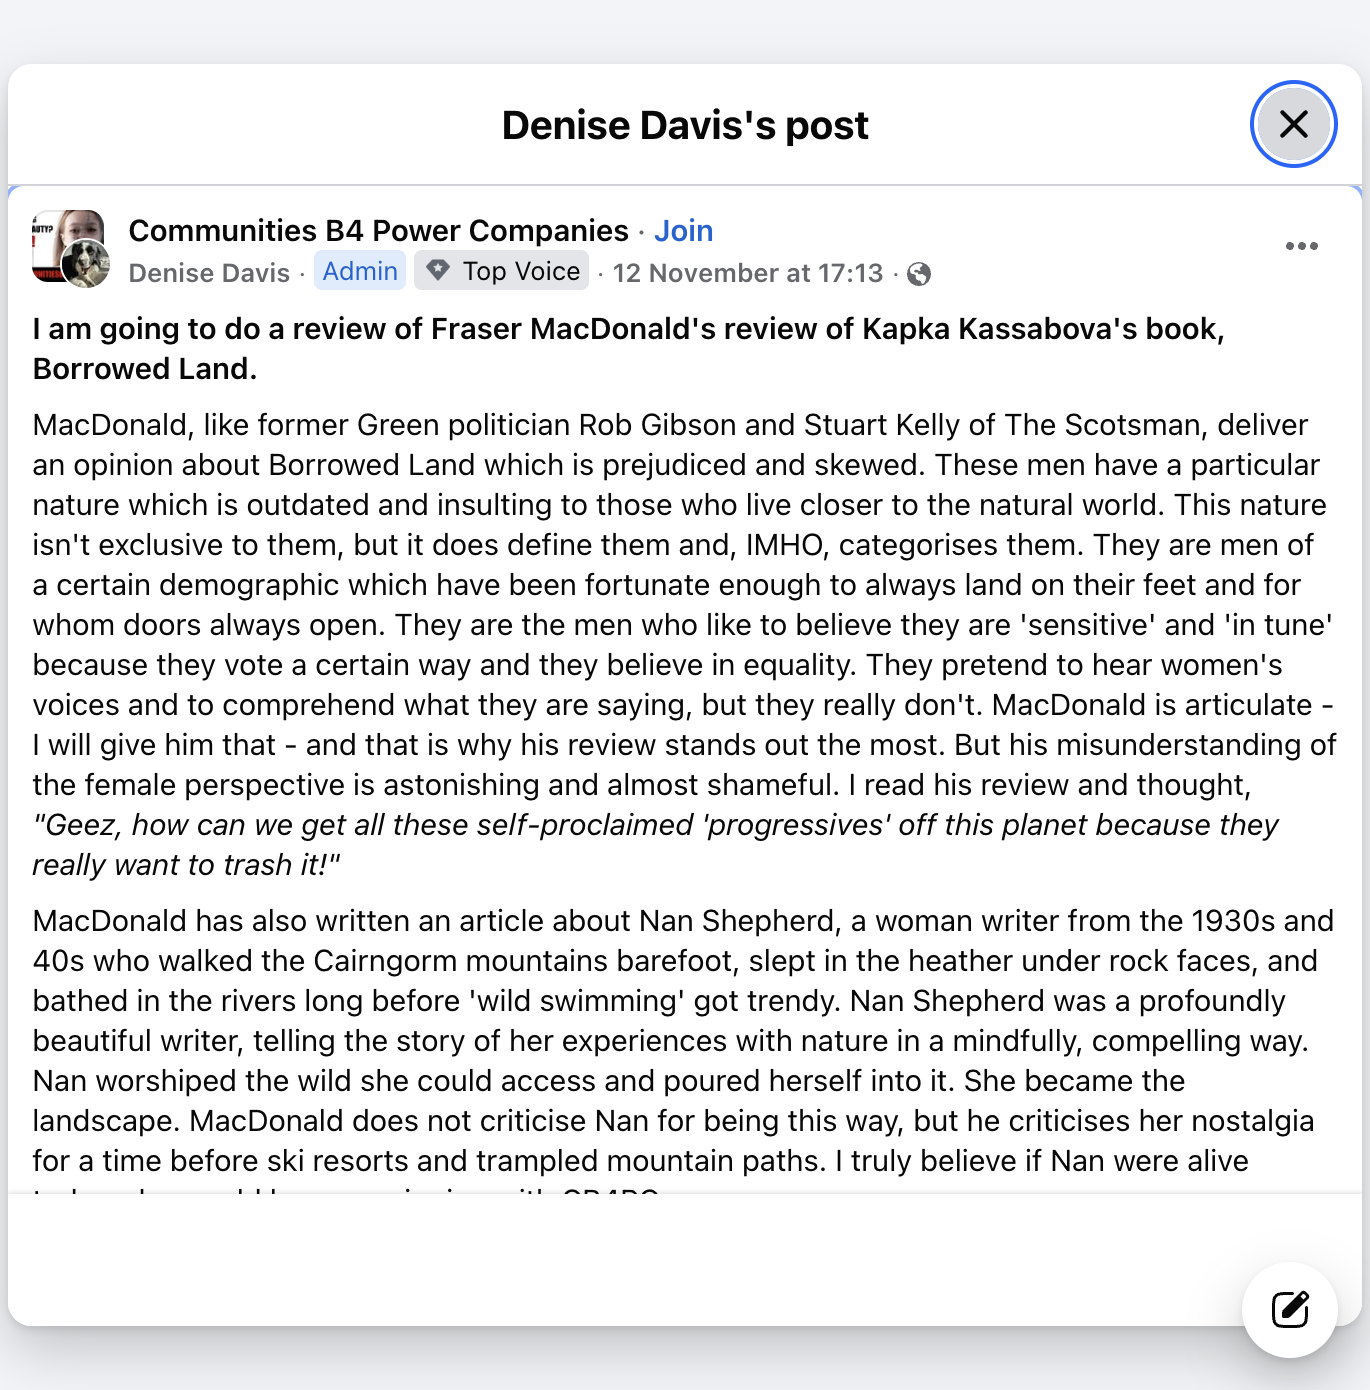 Denise Davis's post
AUTY?
Communities B4 Power Companies · Join
Denise Davis · Admin Top Voice · 12 November at 17:13 ·
I am going to do a review of Fraser MacDonald's review of Kapka Kassabova's book,
Borrowed Land.
MacDonald, like former Green politician Rob Gibson and Stuart Kelly of The Scotsman, deliver
an opinion about Borrowed Land which is prejudiced and skewed. These men have a particular
nature which is outdated and insulting to those who live closer to the natural world. This nature
isn't exclusive to them, but it does define them and, IMHO, categorises them. They are men of
a certain demographic which have been fortunate enough to always land on their feet and for
whom doors always open. They are the men who like to believe they are 'sensitive' and 'in tune'
because they vote a certain way and they believe in equality. They pretend to hear women's
voices and to comprehend what they are saying, but they really don't. MacDonald is articulate -
I will give him that - and that is why his review stands out the most. But his misunderstanding of
the female perspective is astonishing and almost shameful. I read his review and thought,
"Geez, how can we get all these self-proclaimed 'progressives' off this planet because they
really want to trash it!"
MacDonald has also written an article about Nan Shepherd, a woman writer from the 1930s and
40s who walked the Cairngorm mountains barefoot, slept in the heather under rock faces, and
bathed in the rivers long before 'wild swimming' got trendy. Nan Shepherd was a profoundly
beautiful writer, telling the story of her experiences with nature in a mindfully, compelling way.
Nan worshiped the wild she could access and poured herself into it. She became the
landscape. MacDonald does not criticise Nan for being this way, but he criticises her nostalgia
for a time before ski resorts and trampled mountain paths. I truly believe if Nan were alive